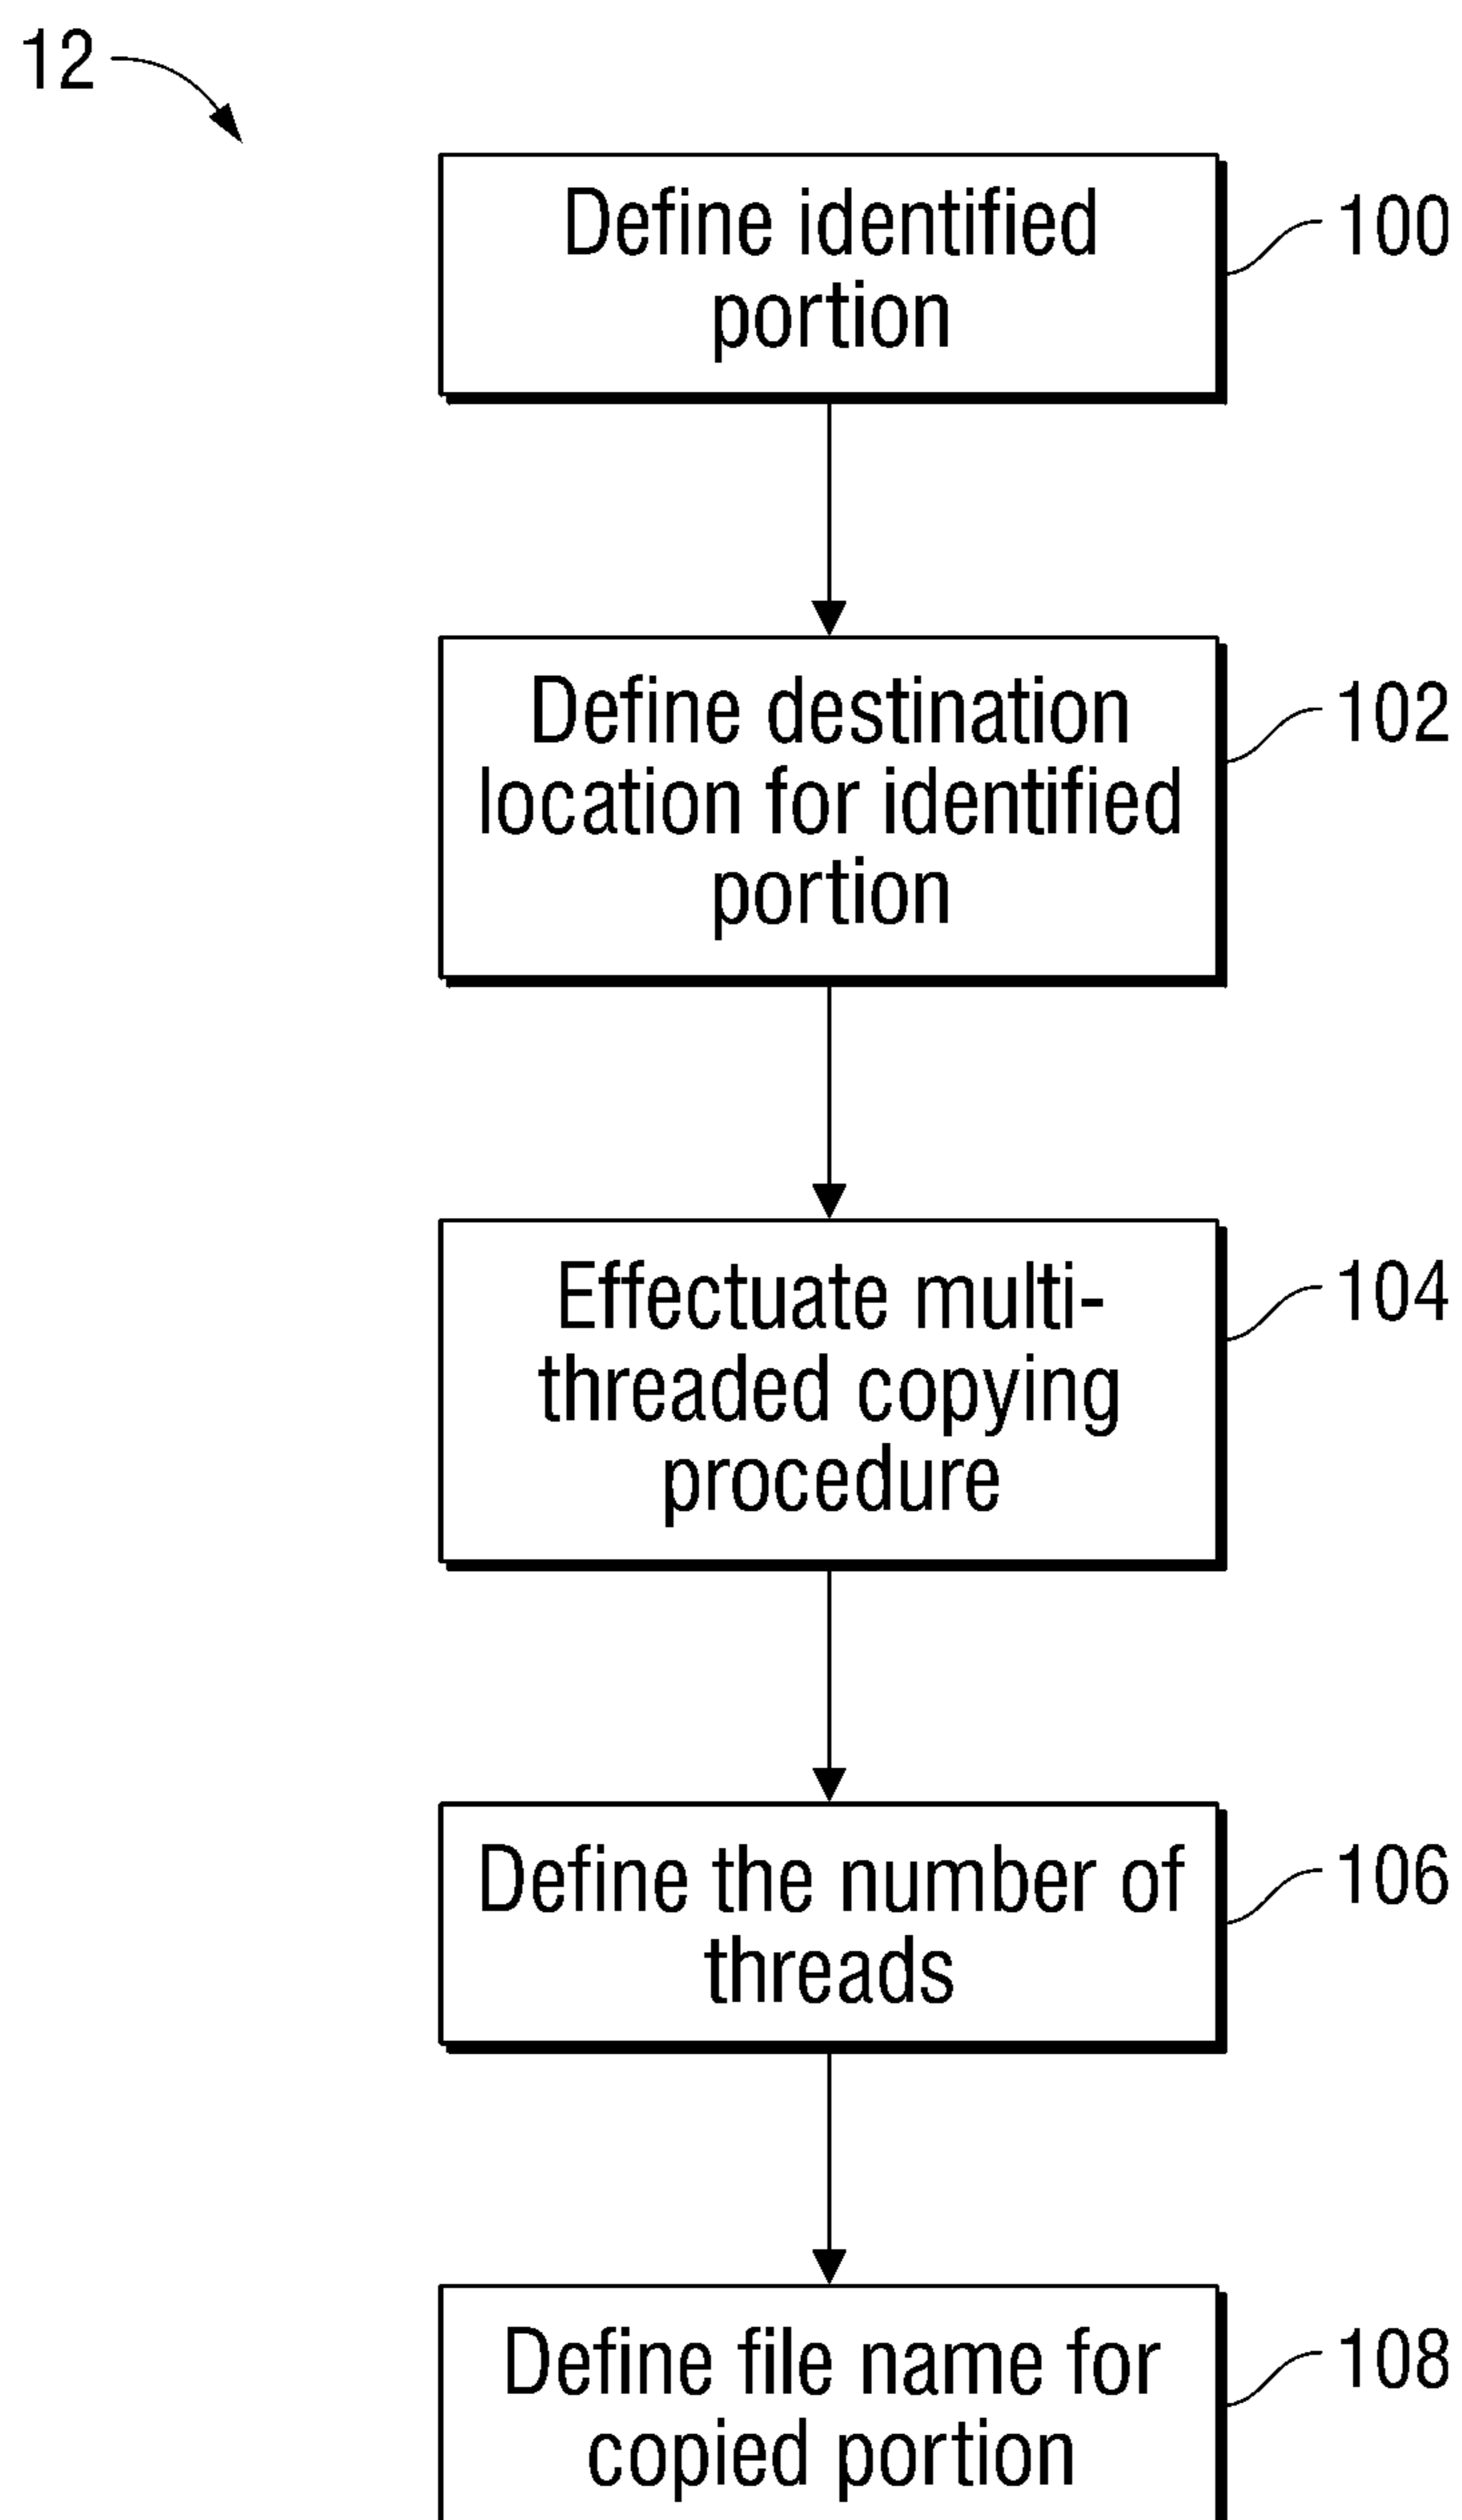 12
Define identified
portion
100
Define destination
location for identified
portion
102
Effectuate multi-
threaded copying
procedure
104
Define the number of
threads
106
Define file name for
copied portion
108